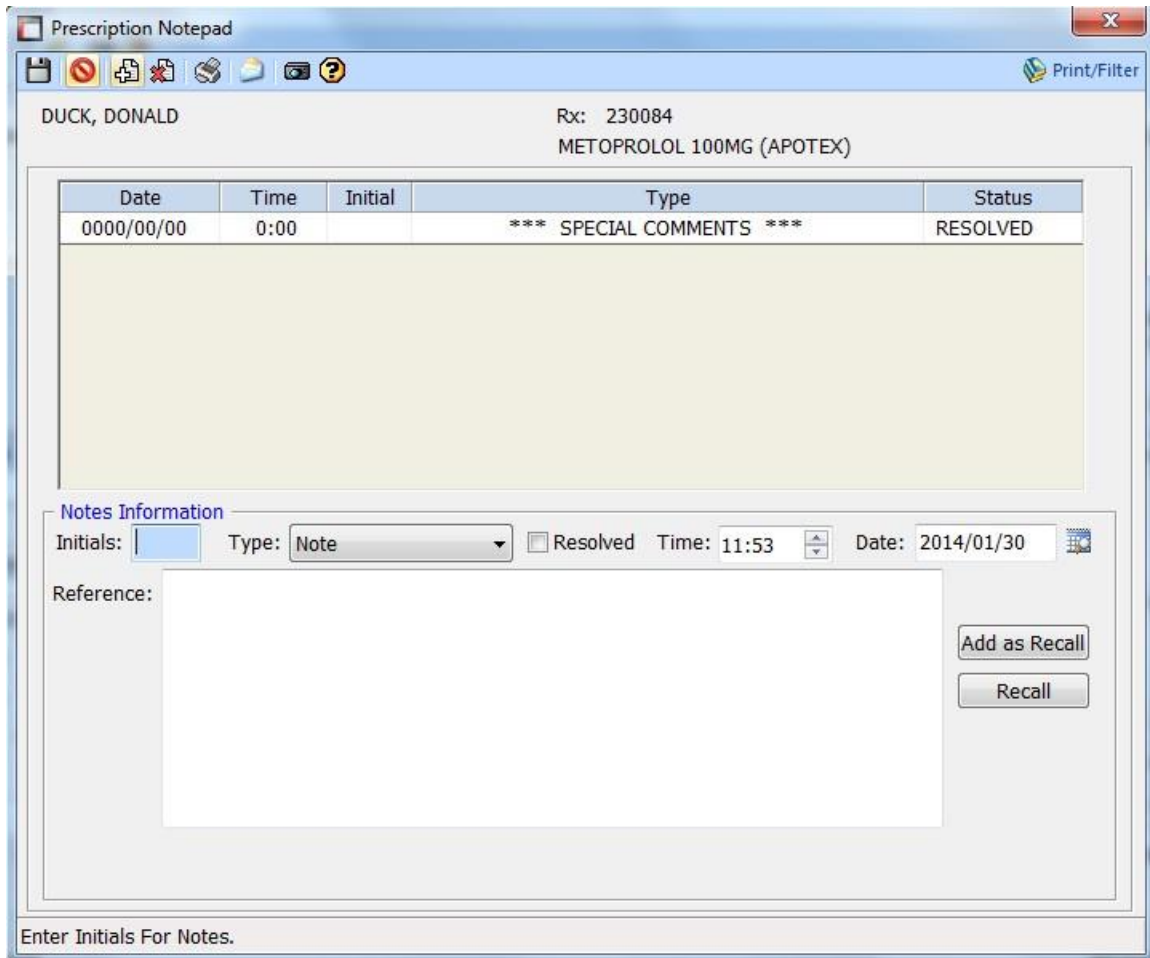 Prescription Notepad
Print/Filter
DUCK, DONALD Rx: 230084
METOPROLOL 100MG (APOTEX)
Date Time Initial Type Status
0000/00/00 0:00 *** SPECIAL COMMENTS *** RESOLVED
Notes Information
Initials: Type: Note Resolved Time: 11:53 Date: 2014/01/30
Reference:
Add as Recall
Recall
Enter Initials For Notes.